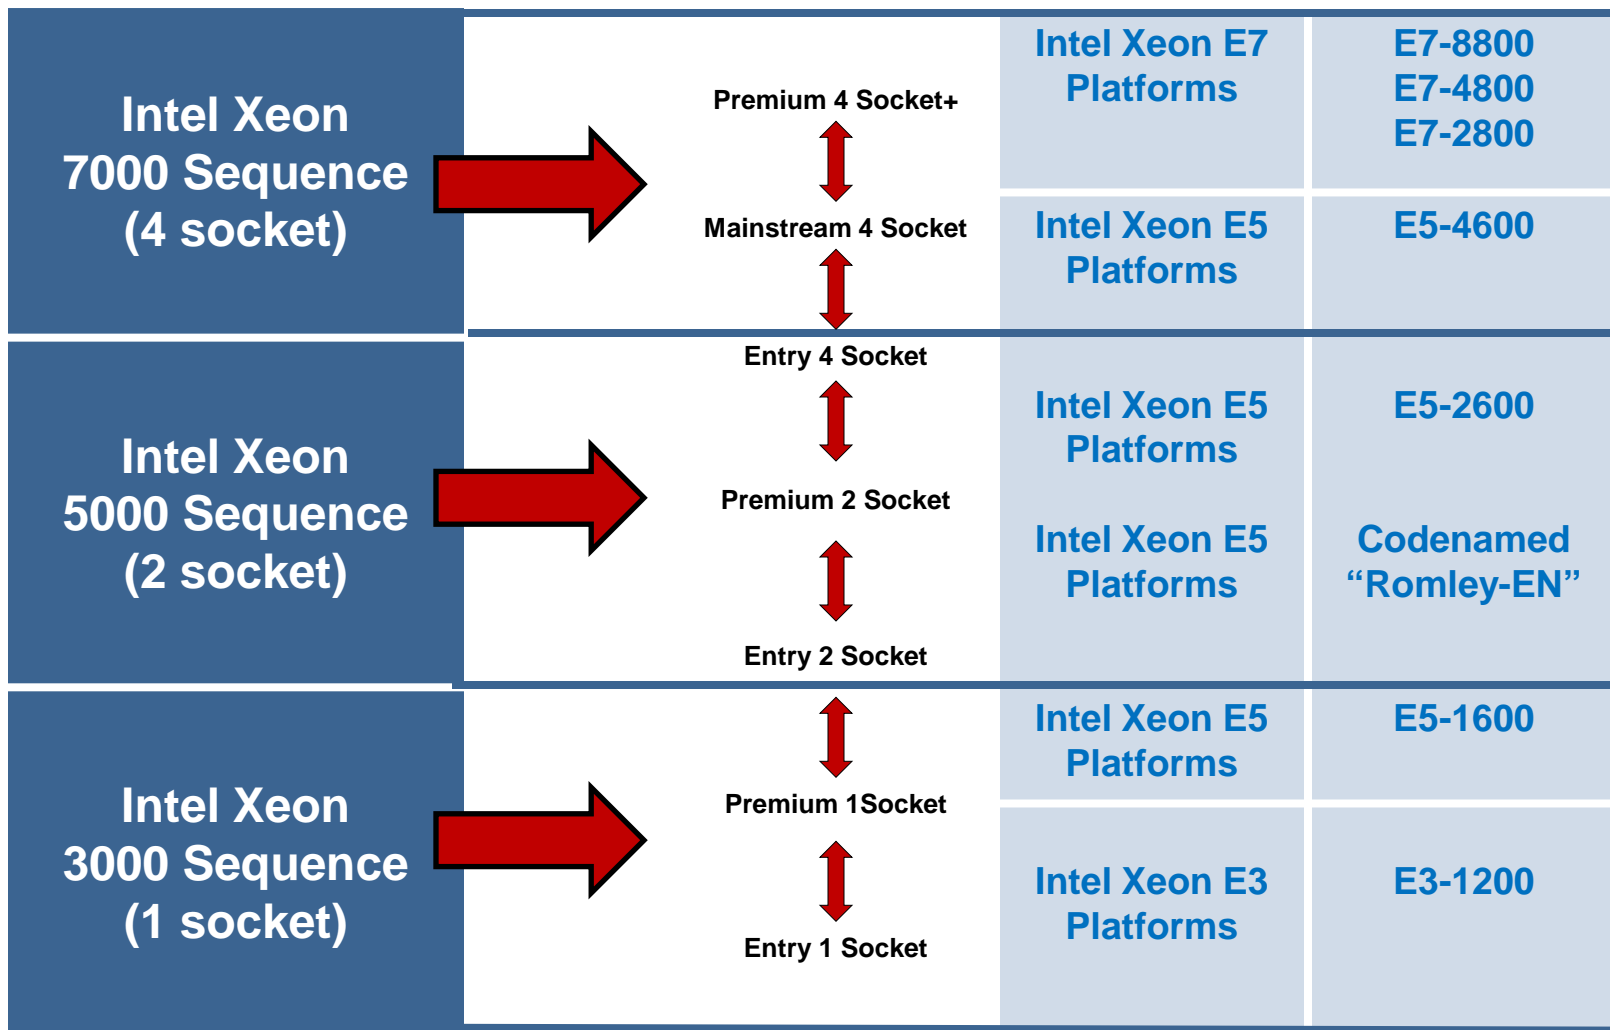 Intel Xeon
7000 Sequence
(4 socket)
Premium 4 Socket+
Mainstream 4 Socket
Intel Xeon E7
Platforms
E7-8800
E7-4800
E7-2800
Intel Xeon E5
Platforms
E5-4600
Intel Xeon
5000 Sequence
(2 socket)
Entry 4 Socket
Premium 2 Socket
Entry 2 Socket
Intel Xeon E5
Platforms
E5-2600
Intel Xeon E5
Platforms
Codenamed
“Romley-EN”
Intel Xeon
3000 Sequence
(1 socket)
Premium 1Socket
Entry 1 Socket
Intel Xeon E5
Platforms
E5-1600
Intel Xeon E3
Platforms
E3-1200